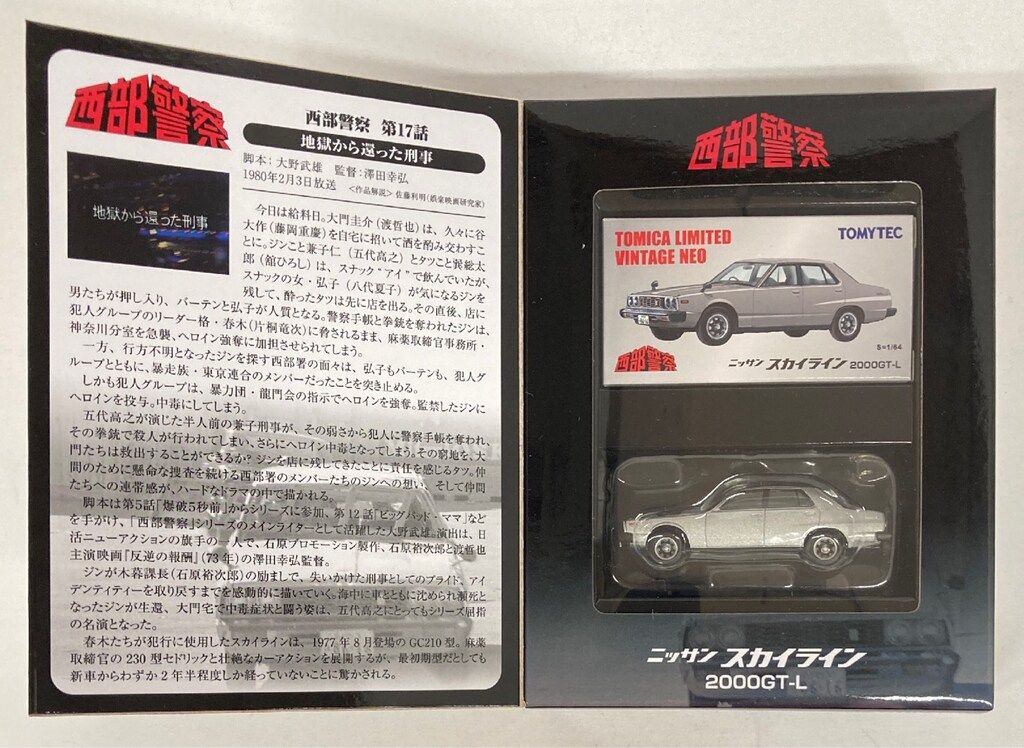 西部警察
西部警察 第17話
地獄から還った刑事
脚本：大野武雄 監督：澤田幸弘
1980年2月3日放送 <作品解説> 佐藤利明(娯楽映画研究家)
地獄から還った刑事
今日は給料日。大門圭介(渡哲也)は、久々に谷
大作(藤岡重慶)を自宅に招いて酒を酌み交わすこ
とに。ジンこと兼子仁(五代高之)とタツこと巽総太
郎(舘ひろし)は、スナック“アイ”で飲んでいたが、
スナックの女・弘子(八代夏子)が気になるジンを
残して、酔ったタツは先に店を出る。その直後、店に
男たちが押し入り、バーテンと弘子が人質となる。警察手帳と拳銃を奪われたジンは、
犯人グループのリーダー格・春木(片桐竜次)に脅されるまま、麻薬取締官事務所・
神奈川分室を急襲、ヘロイン強奪に加担させられてしまう。
一方、行方不明となったジンを探す西部署の面々は、弘子もバーテンも、犯人グ
ループとともに、暴走族・東京連合のメンバーだったことを突き止める。
しかも犯人グループは、暴力団・龍門会の指示でヘロインを強奪。監禁したジンに
ヘロインを投与。中毒にしてしまう。
五代高之が演じた半人前の兼子刑事が、その弱さから犯人に警察手帳を奪われ、
その拳銃で殺人が行われてしまい、さらにヘロイン中毒となってしまう。その窮地を、大
門たちは救出することができるか？ジンを店に残してきたことに責任を感じるタツ。仲
間のために懸命な捜査を続ける西部署のメンバーたちのジンへの想い、そして仲間
たちへの連帯感が、ハードなドラマの中で描かれる。
脚本は第5話「爆破5秒前」からシリーズに参加、第12話「ビッグバッド・ママ」など
を手がけ、「西部警察」シリーズのメインライターとして活躍した大野武雄。演出は、日
活ニューアクションの旗手の一人で、石原プロモーション製作、石原裕次郎と渡哲也
主演映画「反逆の報酬」(73年)の澤田幸弘監督。
ジンが木暮課長(石原裕次郎)の励ましで、失いかけた刑事としてのプライド、アイ
デンティティーを取り戻すまでを感動的に描いていく。海中に車とともに沈められ瀕死と
なったジンが生還、大門宅で中毒症状と闘う姿は、五代高之にとってもシリーズ屈指
の名演となった。
春木たちが犯行に使用したスカイラインは、1977年8月登場のGC210型。麻薬
取締官の230型セドリックと壮絶なカーアクションを展開するが、最初期型だとしても
新車からわずか2年半程度しか経っていないことに驚かされる。
西部警察
TOMICA LIMITED
VINTAGE NEO
TOMYTEC
S=1/64
西部警察
ニッサン スカイライン 2000GT-L
ニッサン スカイライン
2000GT-L